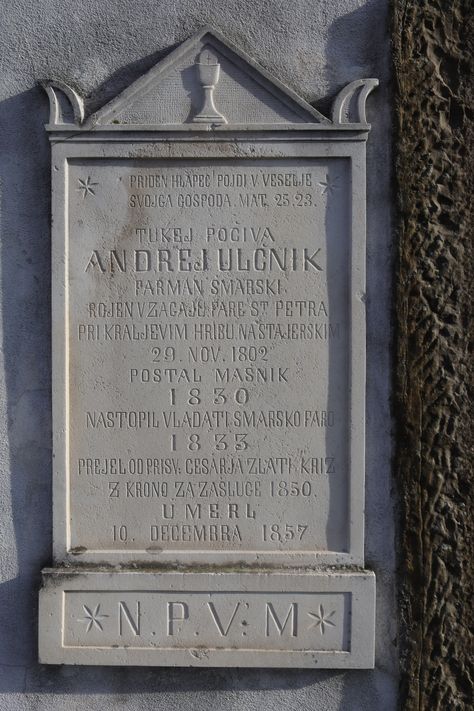 PRIDEN HLAPEC POJDI V VESELJE
SVOJGA GOSPODA. MAT. 25. 23.
TUKEJ POČIVA
ANDREJ ULČNIK
FARMAN ŠMARSKI
ROJEN V ZAGAJU FARE ST PETRA
PRI KRALJEVIM HRIBU NA ŠTAJERSKIM
29. NOV. 1802
POSTAL MAŠNIK
1830
NASTOPIL VLADATI ŠMARSKO FARO
1833
PREJEL OD PRISV. CESARJA ZLATI KRIZ
Z KRONO ZA ZASLUGE 1850.
UMERL
10. DECEMBRA 1857
N. P. V. M